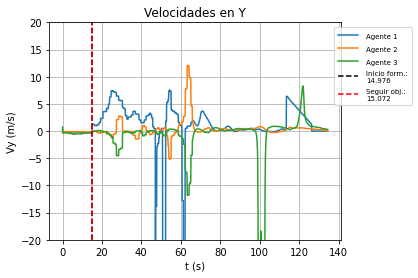 Velocidades en Y
20
15
10
5
0
−5
−10
−15
−20
Vy (m/s)
0
20
40
60
80
100
120
140
t (s)
Agente 1
Agente 2
Agente 3
Inicio form.:
14.976
Seguir obj.:
15.072